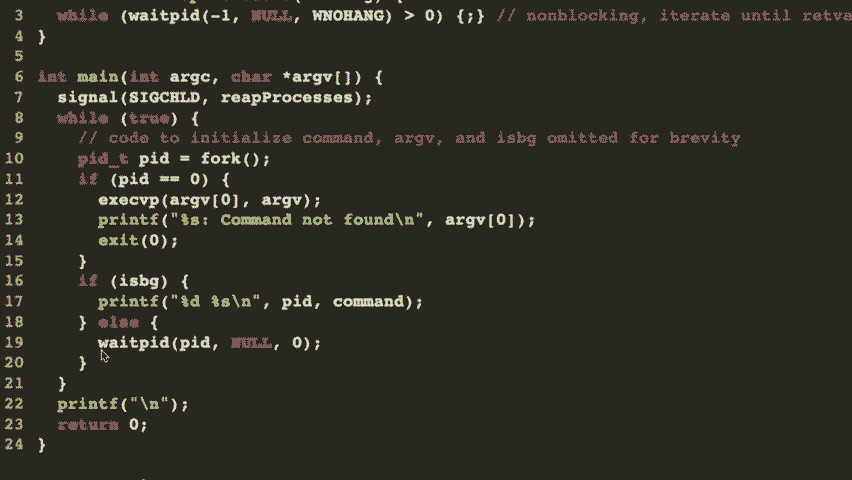 3 while (waitpid(-1, NULL, WNOHANG) > 0) {;} // nonblocking, iterate until retva
4 }
5
6 int main(int argc, char *argv[]) {
7 signal(SIGCHLD, reapProcesses);
8 while (true) {
9 // code to initialize command, argv, and isbg omitted for brevity
10 pid_t pid = fork();
11 if (pid == 0) {
12 execvp(argv[0], argv);
13 printf("%s: Command not found\n", argv[0]);
14 exit(0);
15 }
16 if (isbg) {
17 printf("%d %s\n", pid, command);
18 } else {
19 waitpid(pid, NULL, 0);
20 }
21 }
22 printf("\n");
23 return 0;
24 }